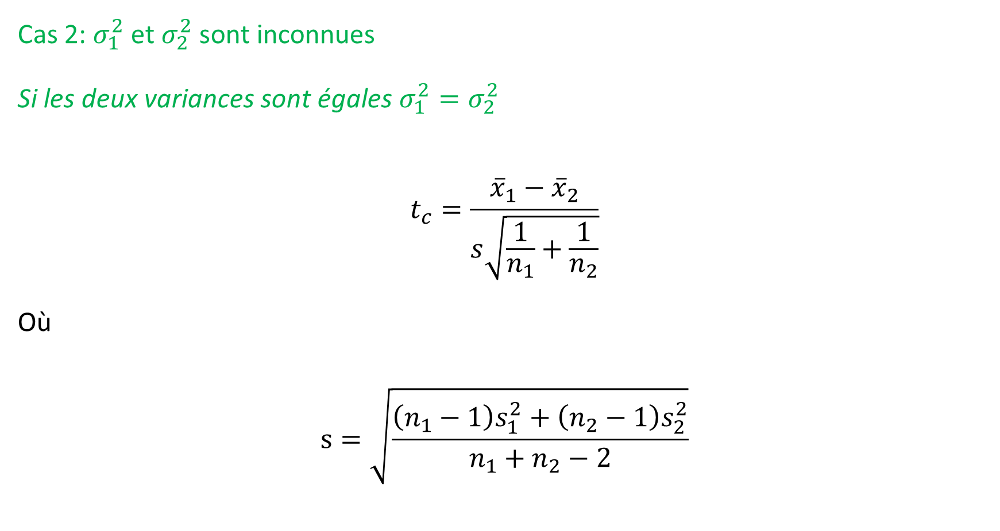 Cas 2: σ₁² et σ₂² sont inconnues
Si les deux variances sont égales σ₁² = σ₂²
t_c = (x̄₁ − x̄₂) / (s√(1/n₁ + 1/n₂))
Où
s = √(((n₁ − 1)s₁² + (n₂ − 1)s₂²) / (n₁ + n₂ − 2))